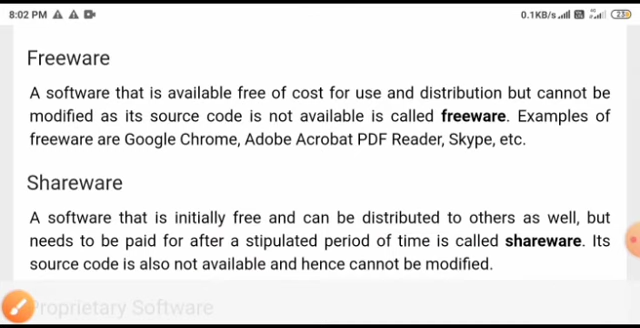 8:02 PM
0.1KB/s
4G
23
Freeware
A software that is available free of cost for use and distribution but cannot be
modified as its source code is not available is called freeware. Examples of
freeware are Google Chrome, Adobe Acrobat PDF Reader, Skype, etc.
Shareware
A software that is initially free and can be distributed to others as well, but
needs to be paid for after a stipulated period of time is called shareware. Its
source code is also not available and hence cannot be modified.
Proprietary Software